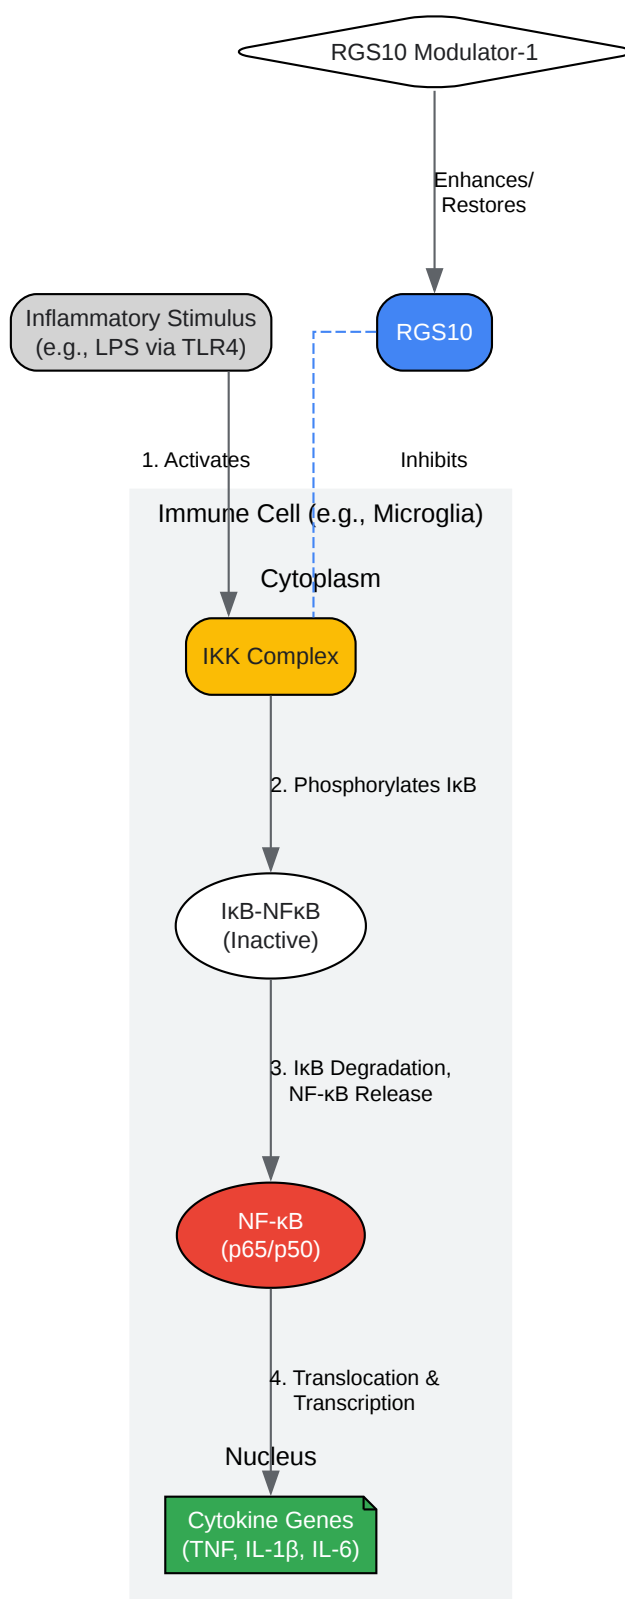 RGS10 Modulator-1
Enhances/
Restores
Inflammatory Stimulus
(e.g., LPS via TLR4)
RGS10
1. Activates
Inhibits
Immune Cell (e.g., Microglia)
Cytoplasm
IKK Complex
2. Phosphorylates IκB
IκB-NFκB
(Inactive)
3. IκB Degradation,
NF-κB Release
NF-κB
(p65/p50)
4. Translocation &
Transcription
Nucleus
Cytokine Genes
(TNF, IL-1β, IL-6)